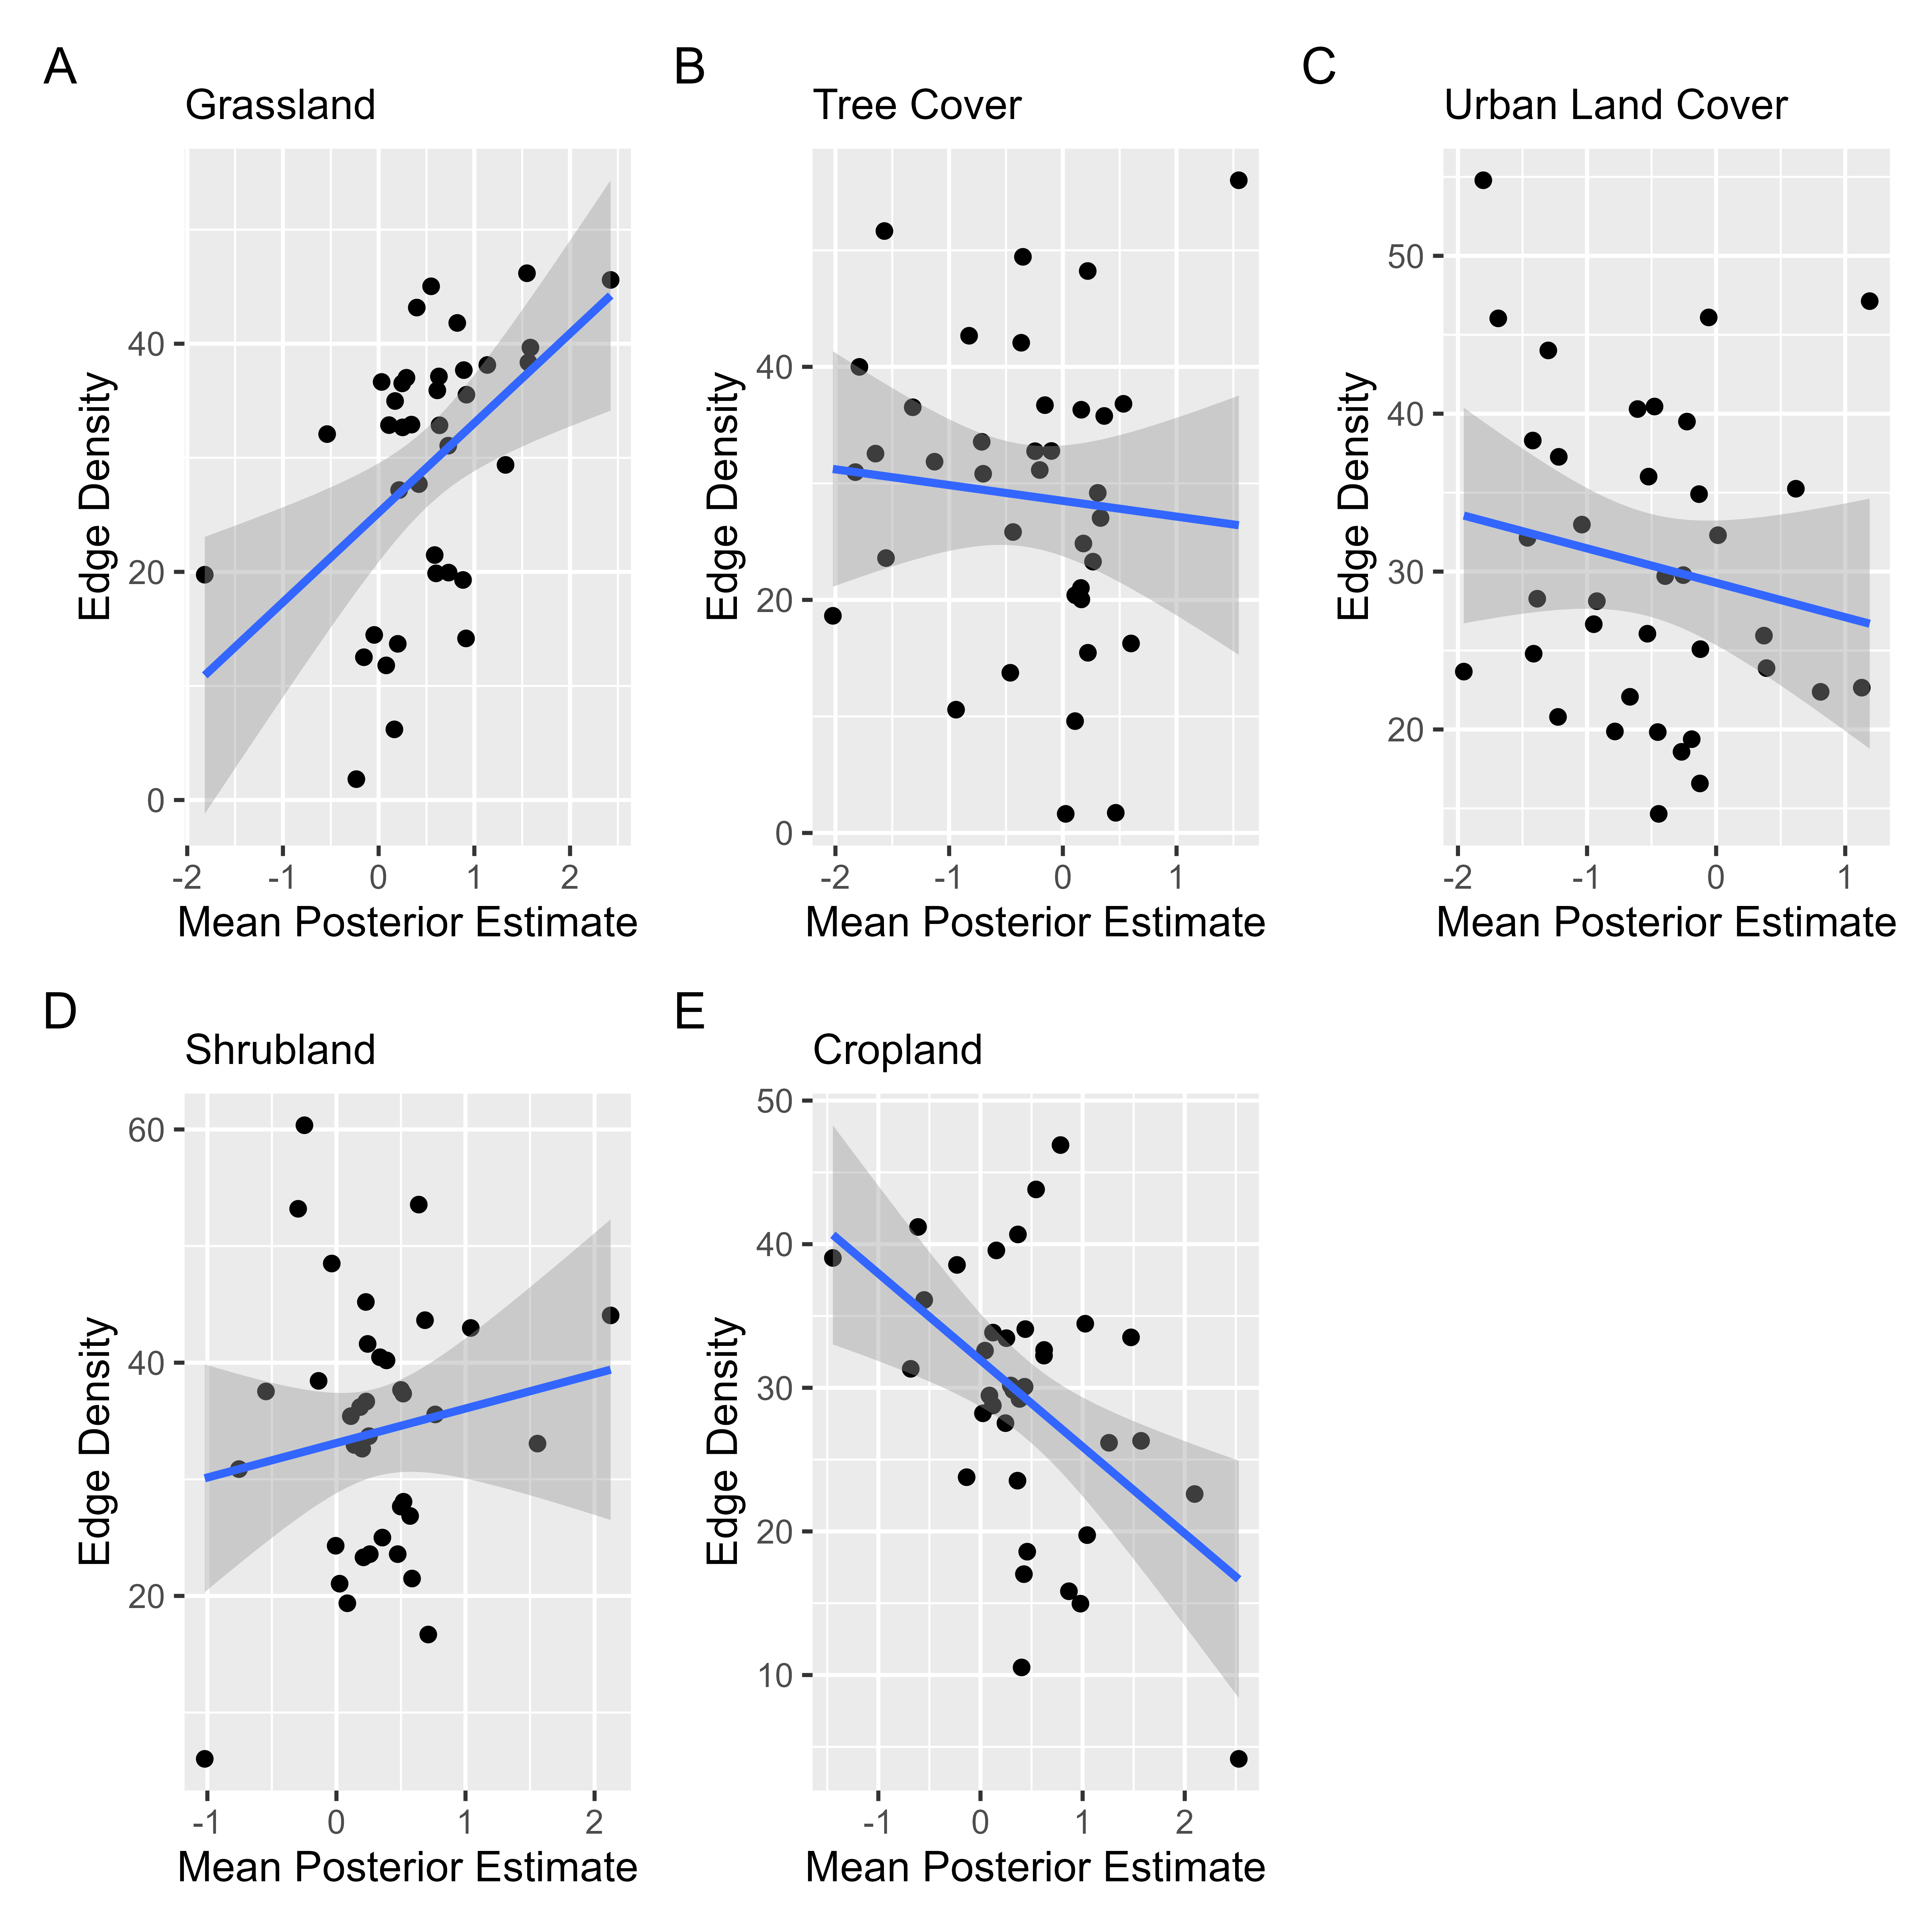 A
Grassland
Edge Density
40
20
0
-2 -1 0 1 2
Mean Posterior Estimate
B
Tree Cover
Edge Density
40
20
0
-2 -1 0 1
Mean Posterior Estimate
C
Urban Land Cover
Edge Density
50
40
30
20
-2 -1 0 1
Mean Posterior Estimate
D
Shrubland
Edge Density
60
40
20
-1 0 1 2
Mean Posterior Estimate
E
Cropland
Edge Density
50
40
30
20
10
-1 0 1 2
Mean Posterior Estimate